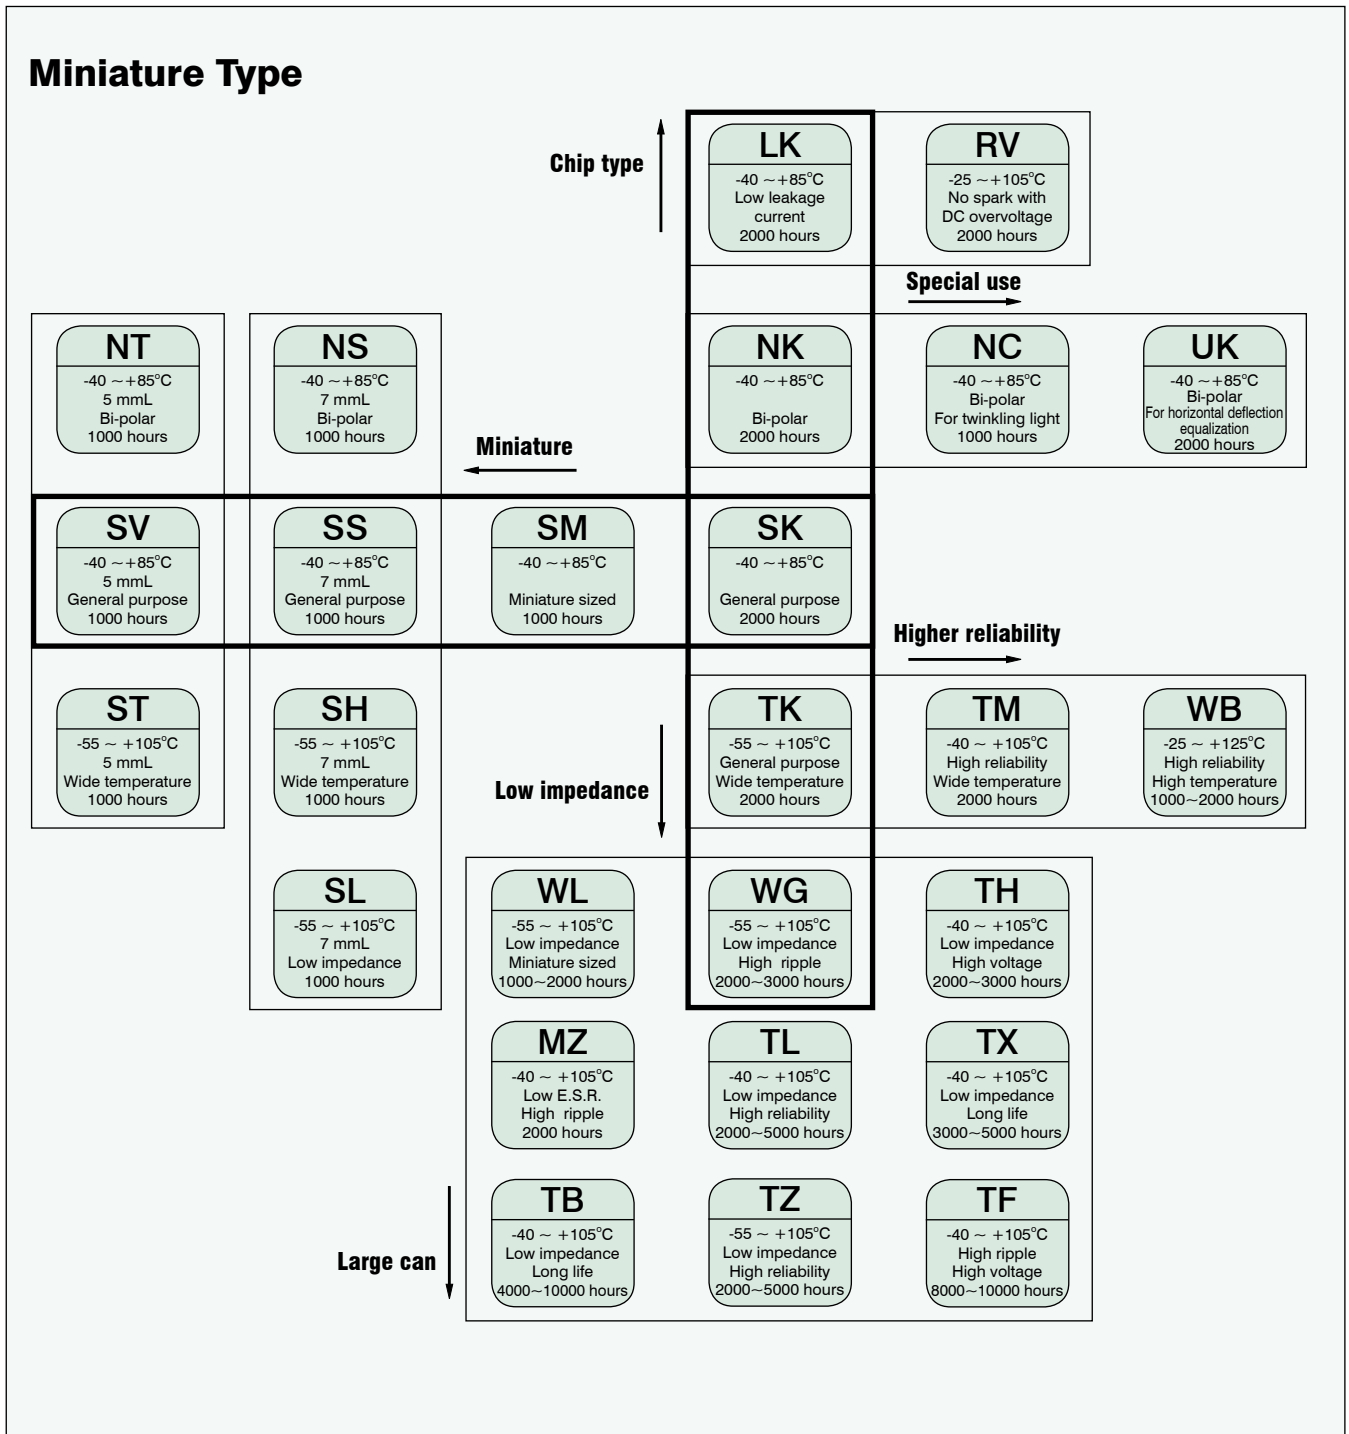 Miniature Type
Chip type
LK
-40 ~+85°C
Low leakage
current
2000 hours
RV
-25 ~+105°C
No spark with
DC overvoltage
2000 hours
Special use
NT
-40 ~+85°C
5 mmL
Bi-polar
1000 hours
NS
-40 ~+85°C
7 mmL
Bi-polar
1000 hours
NK
-40 ~+85°C
Bi-polar
2000 hours
NC
-40 ~+85°C
Bi-polar
For twinkling light
1000 hours
UK
-40 ~+85°C
Bi-polar
For horizontal deflection
equalization
2000 hours
Miniature
SV
-40 ~+85°C
5 mmL
General purpose
1000 hours
SS
-40 ~+85°C
7 mmL
General purpose
1000 hours
SM
-40 ~+85°C
Miniature sized
1000 hours
SK
-40 ~+85°C
General purpose
2000 hours
Higher reliability
ST
-55 ~ +105°C
5 mmL
Wide temperature
1000 hours
SH
-55 ~ +105°C
7 mmL
Wide temperature
1000 hours
Low impedance
TK
-55 ~ +105°C
General purpose
Wide temperature
2000 hours
TM
-40 ~ +105°C
High reliability
Wide temperature
2000 hours
WB
-25 ~ +125°C
High reliability
High temperature
1000~2000 hours
SL
-55 ~ +105°C
7 mmL
Low impedance
1000 hours
WL
-55 ~ +105°C
Low impedance
Miniature sized
1000~2000 hours
WG
-55 ~ +105°C
Low impedance
High ripple
2000~3000 hours
TH
-40 ~ +105°C
Low impedance
High voltage
2000~3000 hours
MZ
-40 ~ +105°C
Low E.S.R.
High ripple
2000 hours
TL
-40 ~ +105°C
Low impedance
High reliability
2000~5000 hours
TX
-40 ~ +105°C
Low impedance
Long life
3000~5000 hours
Large can
TB
-40 ~ +105°C
Low impedance
Long life
4000~10000 hours
TZ
-55 ~ +105°C
Low impedance
High reliability
2000~5000 hours
TF
-40 ~ +105°C
High ripple
High voltage
8000~10000 hours